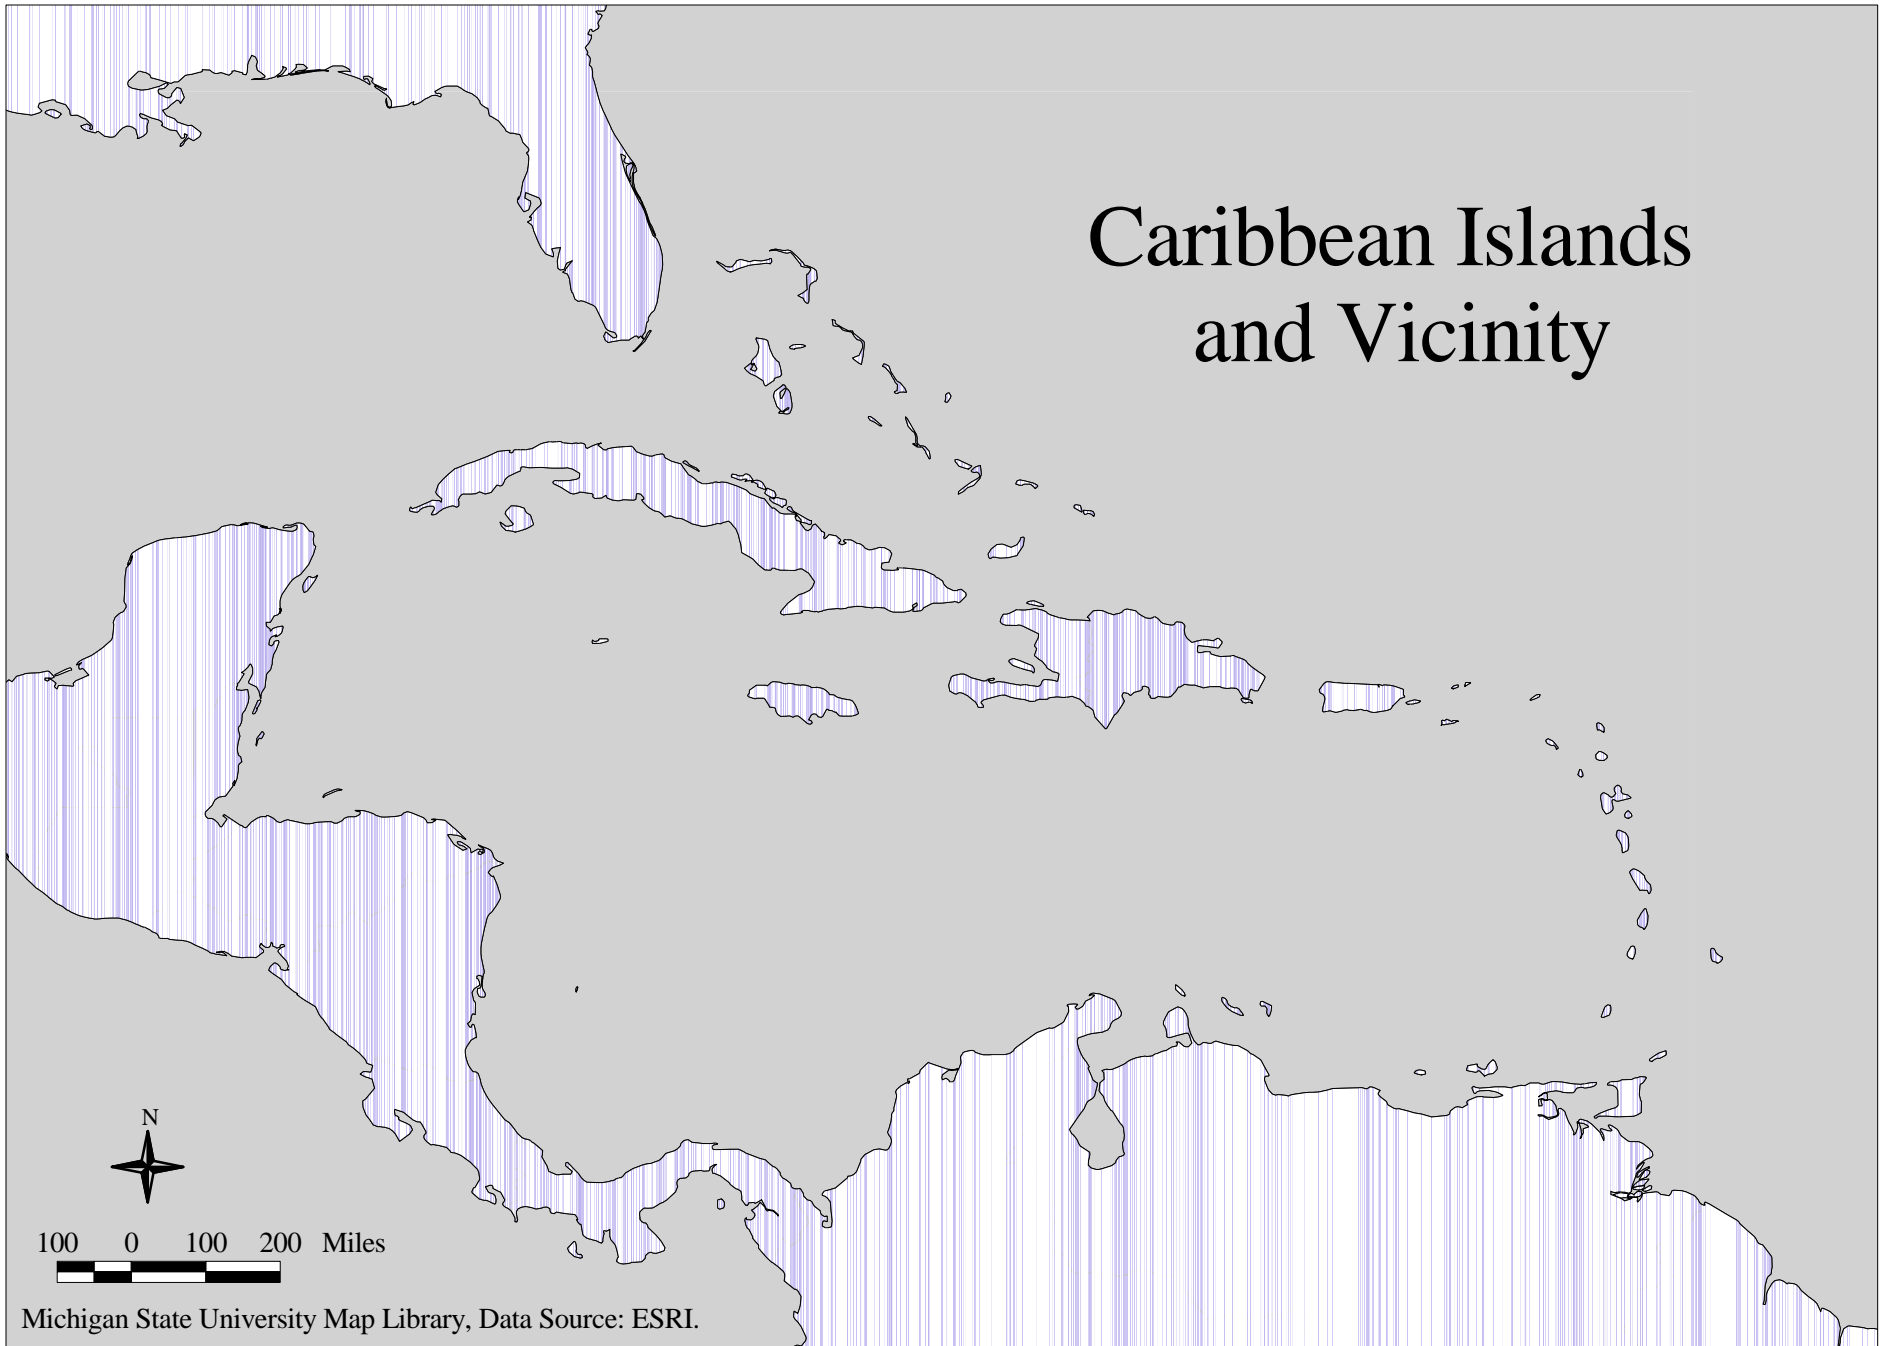 Caribbean Islands
and Vicinity
N
100 0 100 200 Miles
Michigan State University Map Library, Data Source: ESRI.